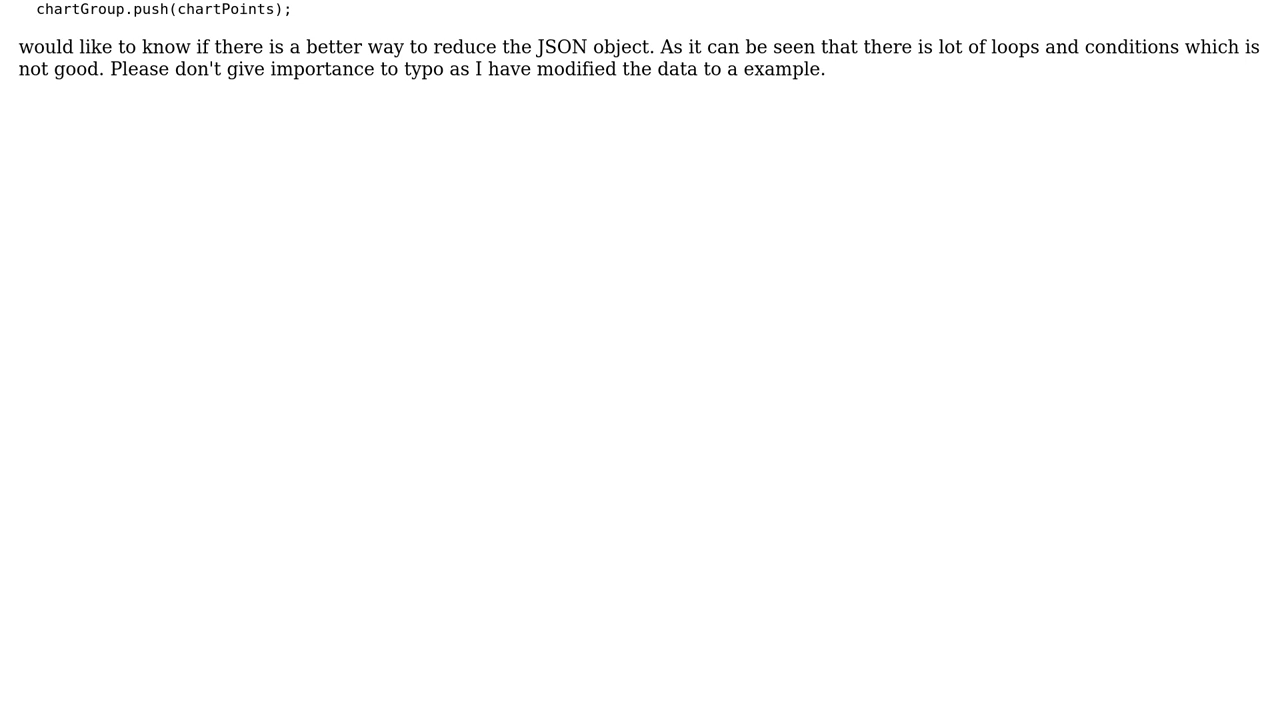 chartGroup.push(chartPoints);
would like to know if there is a better way to reduce the JSON object. As it can be seen that there is lot of loops and conditions which is
not good. Please don't give importance to typo as I have modified the data to a example.